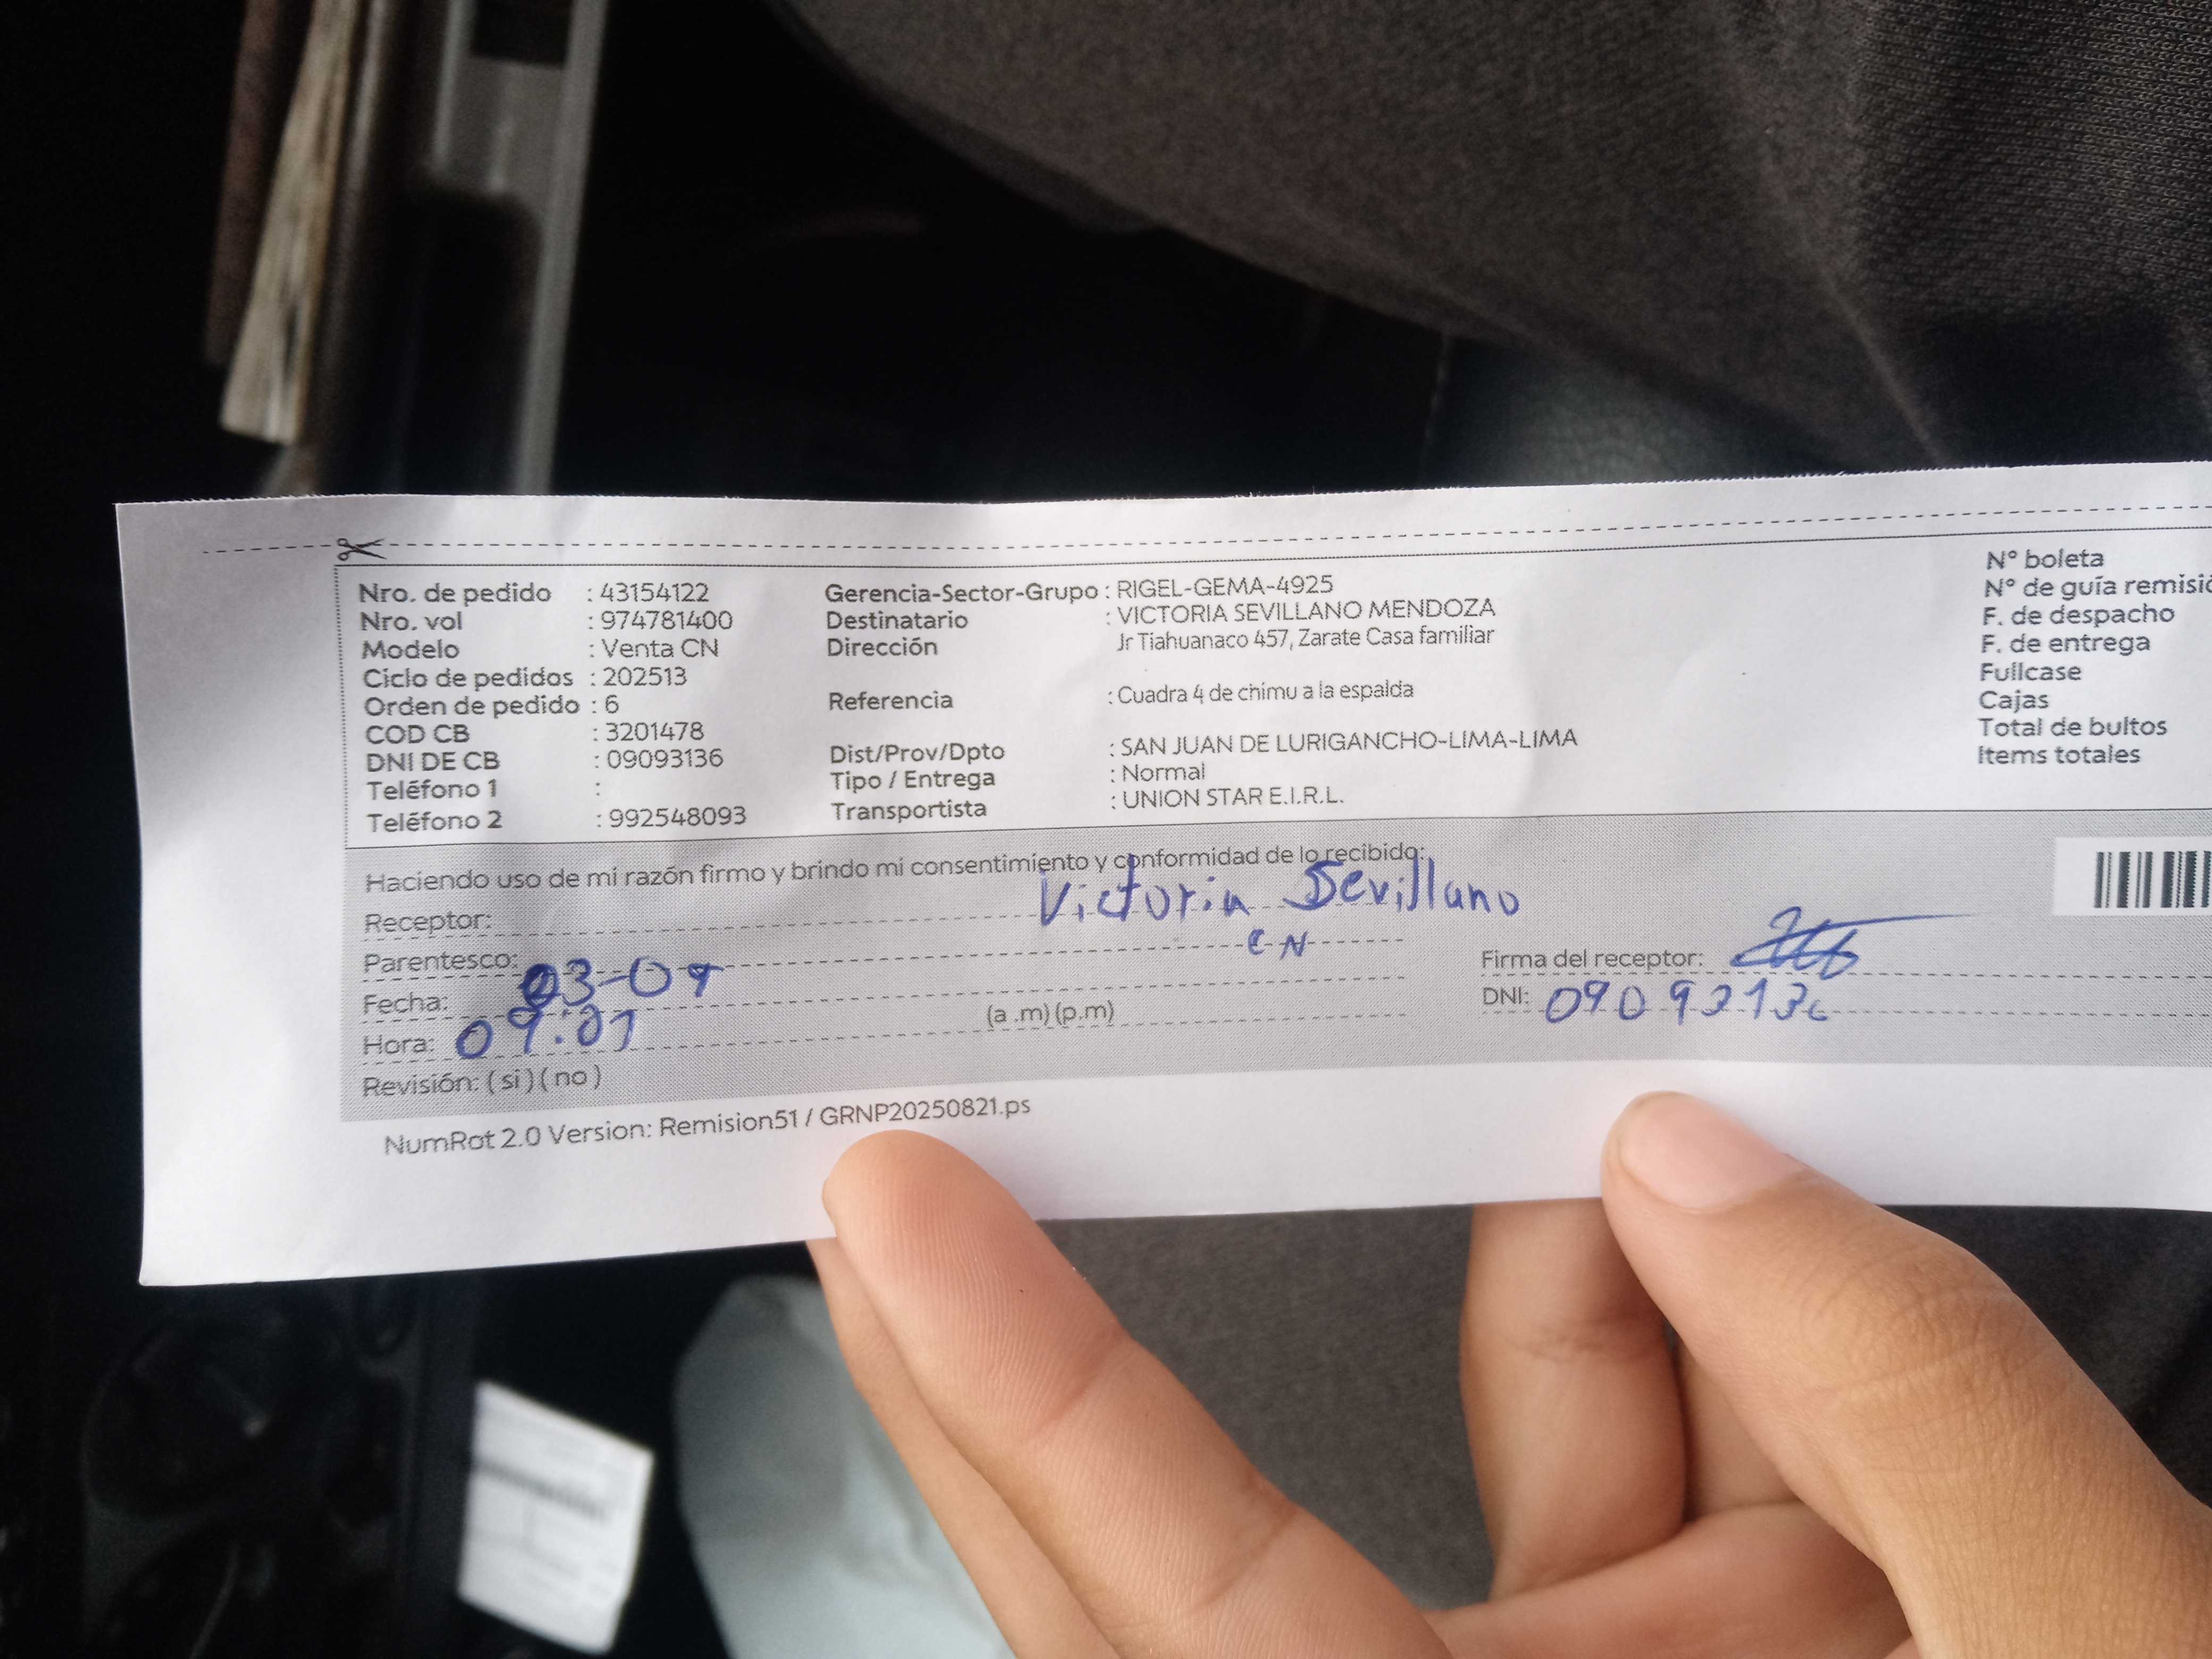 Nro. de pedido : 43154122
Nro. vol : 974781400
Modelo : Venta CN
Ciclo de pedidos : 202513
Orden de pedido : 6
COD CB : 3201478
DNI DE CB : 09093136
Teléfono 1 :
Teléfono 2 : 992548093
Gerencia-Sector-Grupo : RIGEL-GEMA-4925
Destinatario : VICTORIA SEVILLANO MENDOZA
Dirección Jr Tiahuanaco 457, Zarate Casa familiar
Referencia : Cuadra 4 de chimu a la espalda
Dist/Prov/Dpto : SAN JUAN DE LURIGANCHO-LIMA-LIMA
Tipo / Entrega : Normal
Transportista : UNION STAR E.I.R.L.
N° boleta
N° de guía remisió
F. de despacho
F. de entrega
Fullcase
Cajas
Total de bultos
Items totales
Haciendo uso de mi razón firmo y brindo mi consentimiento y conformidad de lo recibido:
Receptor: Victoria Sevillano
Parentesco: CN
Fecha: 03-09
Hora: 09:01 (a .m) (p.m)
Revisión: ( si ) ( no )
Firma del receptor:
DNI: 09093136
NumRot 2.0 Version: Remision51 / GRNP20250821.ps